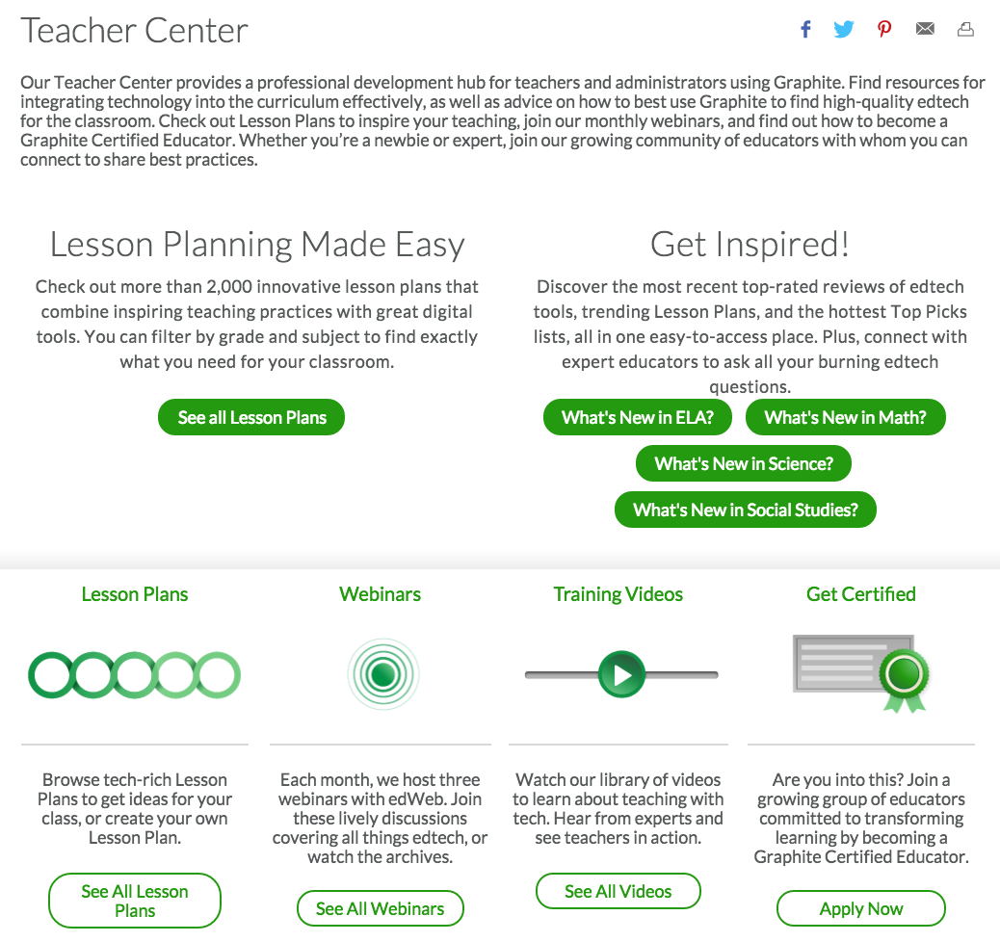 Teacher Center
Our Teacher Center provides a professional development hub for teachers and administrators using Graphite. Find resources for
integrating technology into the curriculum effectively, as well as advice on how to best use Graphite to find high-quality edtech
for the classroom. Check out Lesson Plans to inspire your teaching, join our monthly webinars, and find out how to become a
Graphite Certified Educator. Whether you're a newbie or expert, join our growing community of educators with whom you can
connect to share best practices.
Lesson Planning Made Easy
Check out more than 2,000 innovative lesson plans that
combine inspiring teaching practices with great digital
tools. You can filter by grade and subject to find exactly
what you need for your classroom.
See all Lesson Plans
Get Inspired!
Discover the most recent top-rated reviews of edtech
tools, trending Lesson Plans, and the hottest Top Picks
lists, all in one easy-to-access place. Plus, connect with
expert educators to ask all your burning edtech
questions.
What's New in ELA?
What's New in Math?
What's New in Science?
What's New in Social Studies?
Lesson Plans
Browse tech-rich Lesson
Plans to get ideas for your
class, or create your own
Lesson Plan.
See All Lesson
Plans
Webinars
Each month, we host three
webinars with edWeb. Join
these lively discussions
covering all things edtech, or
watch the archives.
See All Webinars
Training Videos
Watch our library of videos
to learn about teaching with
tech. Hear from experts and
see teachers in action.
See All Videos
Get Certified
Are you into this? Join a
growing group of educators
committed to transforming
learning by becoming a
Graphite Certified Educator.
Apply Now